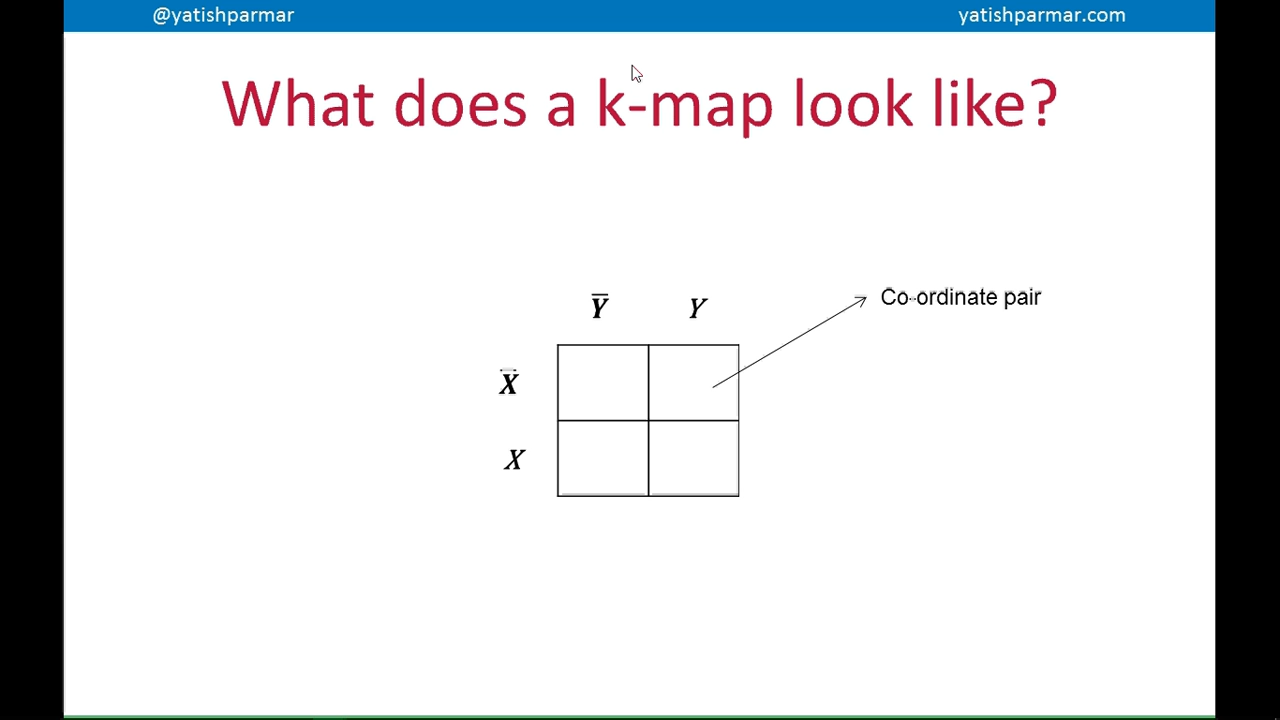 @yatishparmar yatishparmar.com
What does a k-map look like?
Co-ordinate pair
Y̅ Y
X̅
X